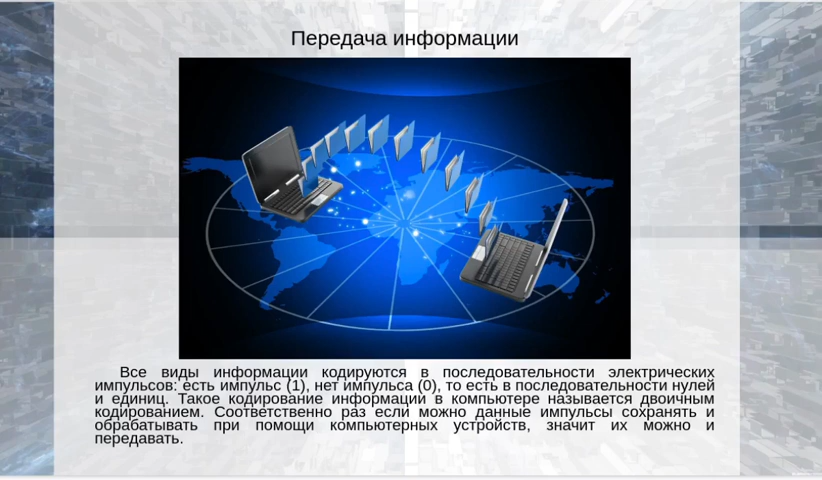 Передача информации
Все виды информации кодируются в последовательности электрических
импульсов: есть импульс (1), нет импульса (0), то есть в последовательности нулей
и единиц. Такое кодирование информации в компьютере называется двоичным
кодированием. Соответственно раз если можно данные импульсы сохранять и
обрабатывать при помощи компьютерных устройств, значит их можно и
передавать.